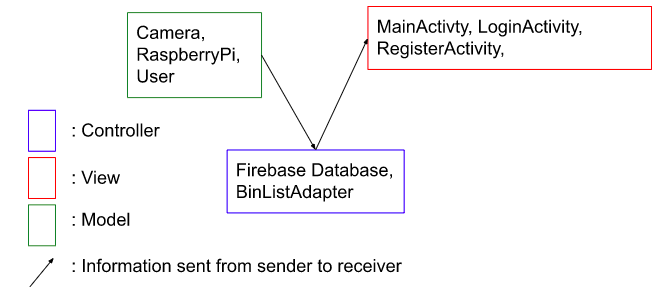 Camera,
RaspberryPi,
User
MainActivty, LoginActivity,
RegisterActivity,
: Controller
Firebase Database,
BinListAdapter
: View
: Model
: Information sent from sender to receiver